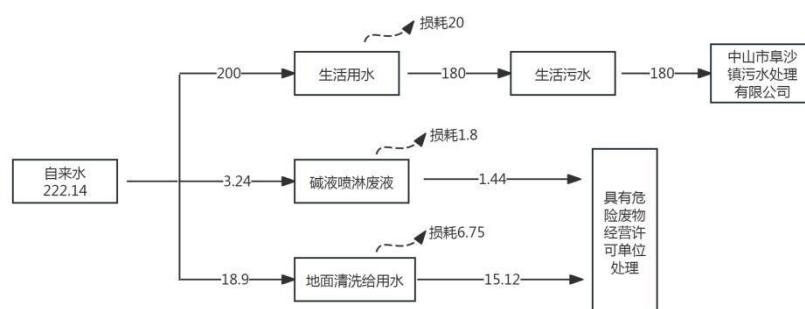 损耗20
200
生活用水
180
生活污水
180
中山市阜沙
镇污水处理
有限公司
自来水
222.14
损耗1.8
3.24
碱液喷淋废液
1.44
具有危
险废物
经营许
可单位
处理
损耗6.75
18.9
地面清洗给用水
15.12